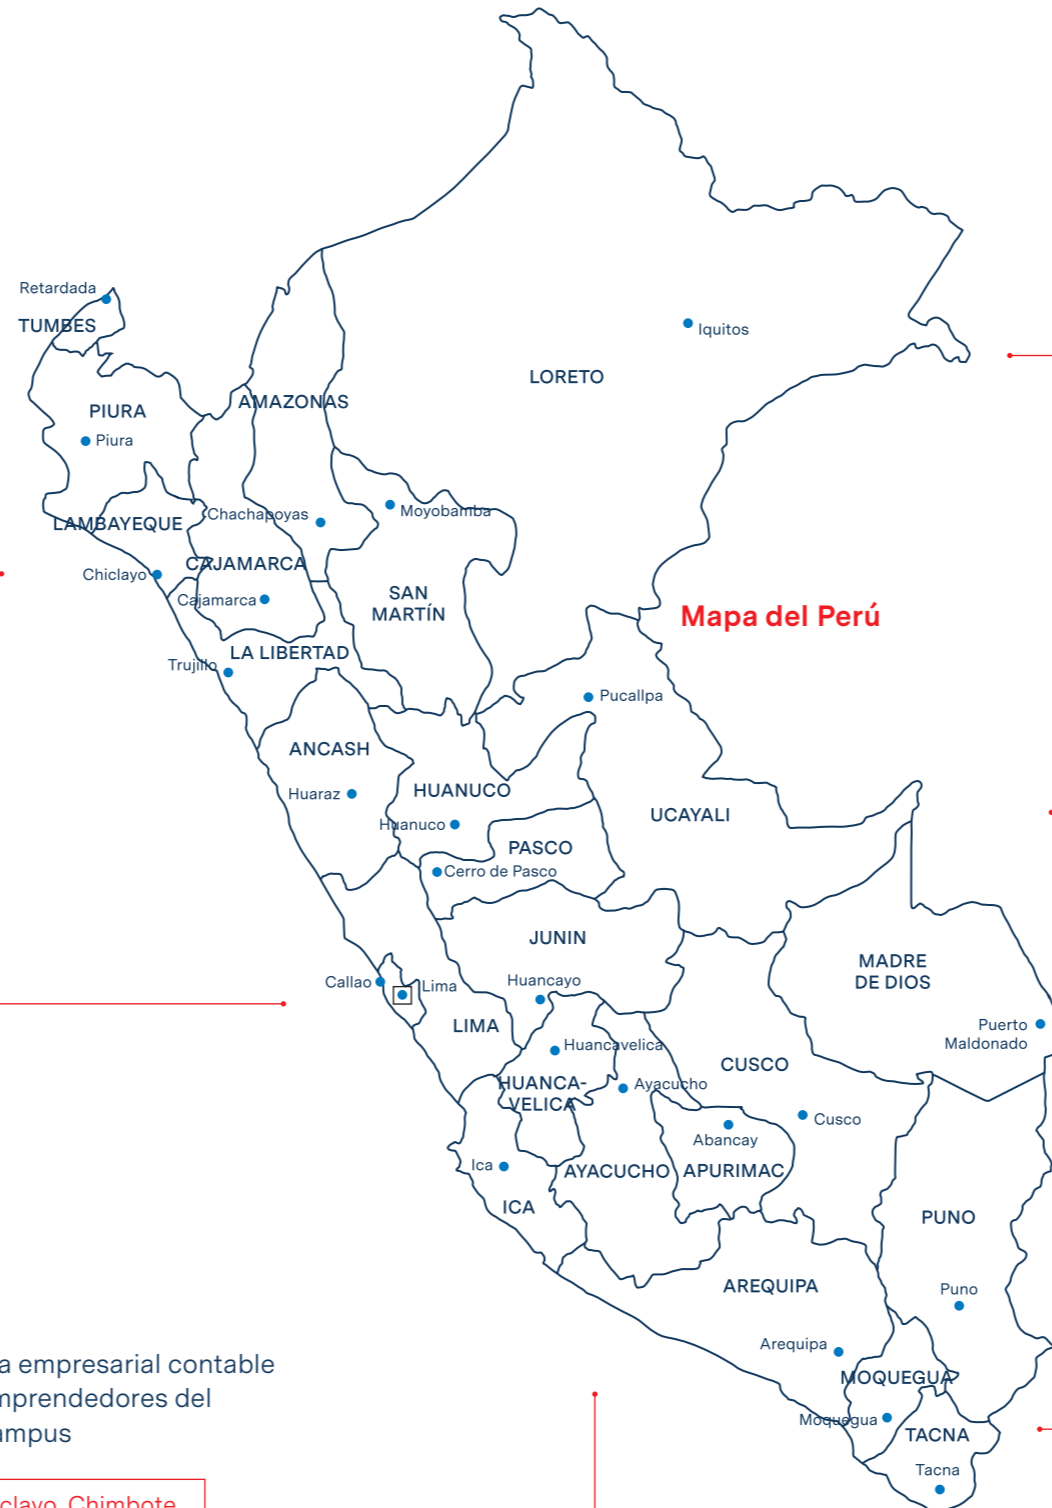 Retardada
TUMBES
Iquitos
LORETO
AMAZONAS
PIURA
Piura
Moyobamba
Chachapoyas
LAMBAYEQUE
CAJAMARCA
Chiclayo
SAN
MARTÍN
Cajamarca
Mapa del Perú
LA LIBERTAD
Trujillo
Pucallpa
ANCASH
HUANUCO
Huaraz
UCAYALI
Huanuco
PASCO
Cerro de Pasco
JUNIN
MADRE
DE DIOS
Callao
Huancayo
Lima
LIMA
Puerto
Maldonado
Huancavelica
CUSCO
HUANCA-
VELICA
Ayacucho
Cusco
Abancay
Ica
AYACUCHO
APURIMAC
ICA
PUNO
AREQUIPA
Puno
Arequipa
a empresarial contable
mprendedores del
ampus
MOQUEGUA
Moquegua
TACNA
Tacna
clayo, Chimbote